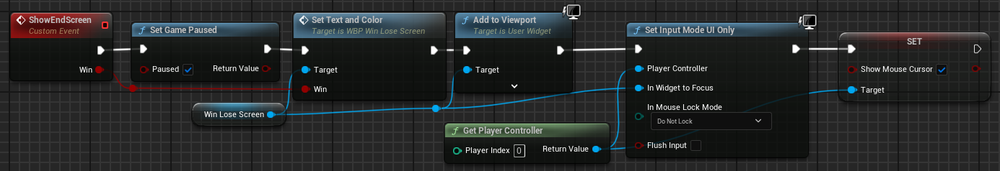 ShowEndScreen
Custom Event
Win
Set Game Paused
Paused
Return Value
Set Text and Color
Target is WBP Win Lose Screen
Target
Win
Win Lose Screen
f Add to Viewport
Target is User Widget
Target
f Get Player Controller
Player Index 0
Return Value
f Set Input Mode UI Only
Player Controller
In Widget to Focus
In Mouse Lock Mode
Do Not Lock
Flush Input
SET
Show Mouse Cursor
Target